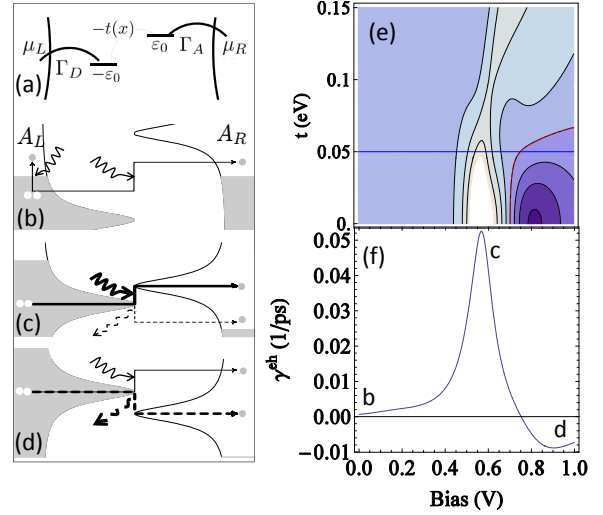 μ_L Γ_D −ε_0 −t(x) ε_0 Γ_A μ_R
(a)
A_L A_R
(b)
(c)
(d)
(e)
t (eV)
0.15
0.10
0.05
0.
(f)
γ^eh (1/ps)
0.05
0.04
0.03
0.02
0.01
0.00
−0.01
b
c
d
0.0 0.2 0.4 0.6 0.8 1.0
Bias (V)